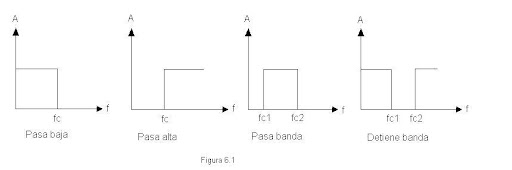 A
A
A
A
f
f
f
f
fc
fc
fc1
fc2
fc1
fc2
Pasa baja
Pasa alta
Pasa banda.
Detiene banda
Figura 6.1